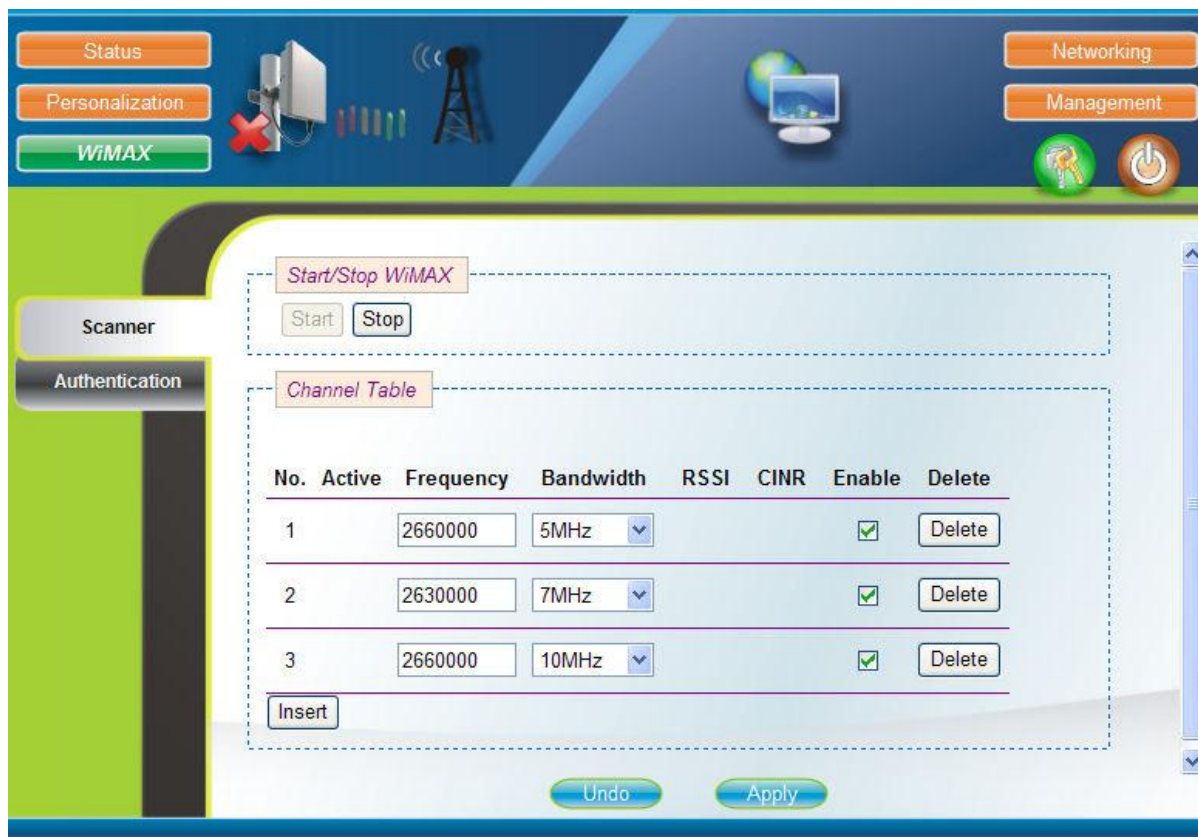 Status
Personalization
WiMAX
Networking
Management
Scanner
Authentication
Start/Stop WiMAX
Start Stop
Channel Table
No. Active Frequency Bandwidth RSSI CINR Enable Delete
1 2660000 5MHz Delete
2 2630000 7MHz Delete
3 2660000 10MHz Delete
Insert
Undo Apply